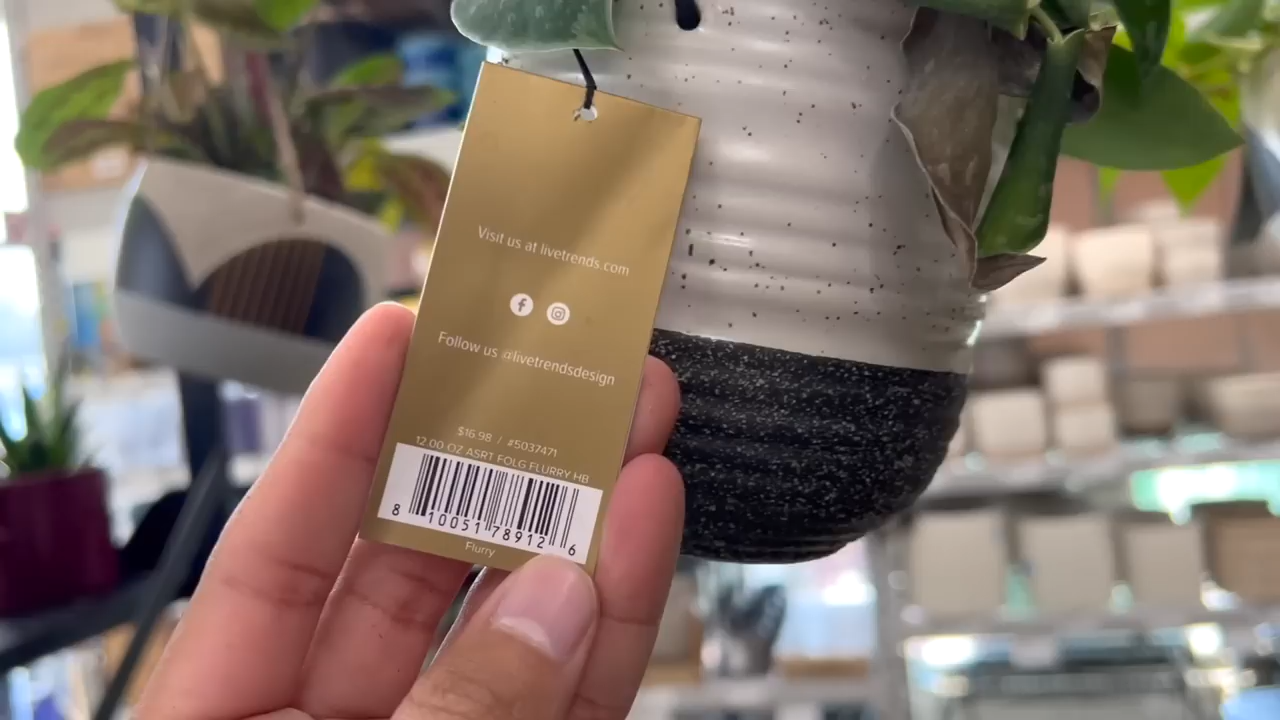 Visit us at livetrends.com
Follow us @livetrendsdesign
$16.98 / #5037471
12.00 OZ ASRT FOLG FLURRY HB
8 10051 78912 6
Flurry